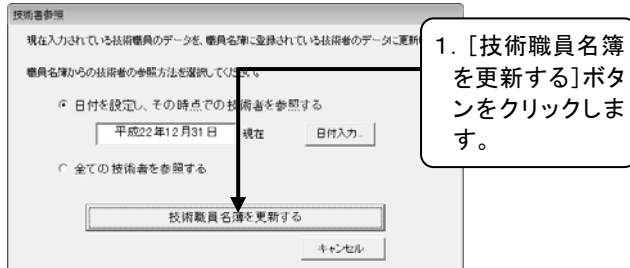 技術者参照
現在入力されている技術職員のデータを、職員名簿に登録されている技術者のデータに更新
職員名簿からの技術者の参照方法を選択してください。
日付を設定し、その時点での技術者を参照する
平成22年12月31日 現在 日付入力...
全ての技術者を参照する
技術職員名簿を更新する
キャンセル
1. [技術職員名簿
を更新する]ボタ
ンをクリックしま
す。